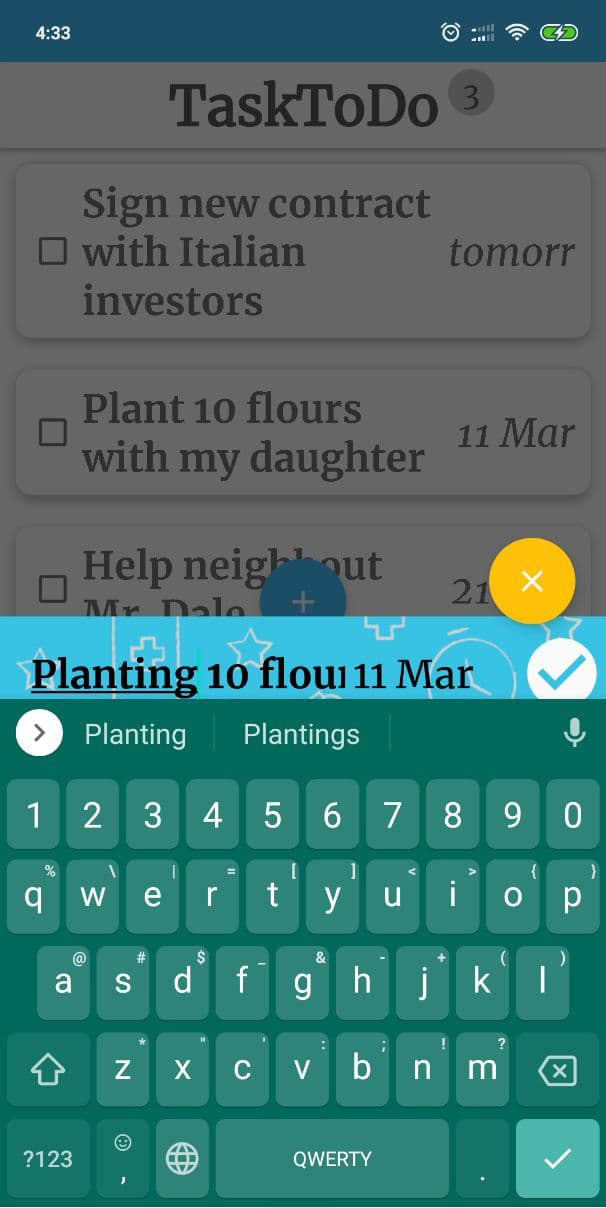 4:33
TaskToDo 3
Sign new contract
with Italian
investors
tomorr
Plant 10 flours
with my daughter
11 Mar
Help out
Mr. Dale
21
Planting 10 flou 11 Mar
Planting Plantings
1 2 3 4 5 6 7 8 9 0
% \ | = [ ] < > { }
q w e r t y u i o p
@ # $ _ & - + ( )
a s d f g h j k l
* " ' : ; ! ?
z x c v b n m
?123 , QWERTY .